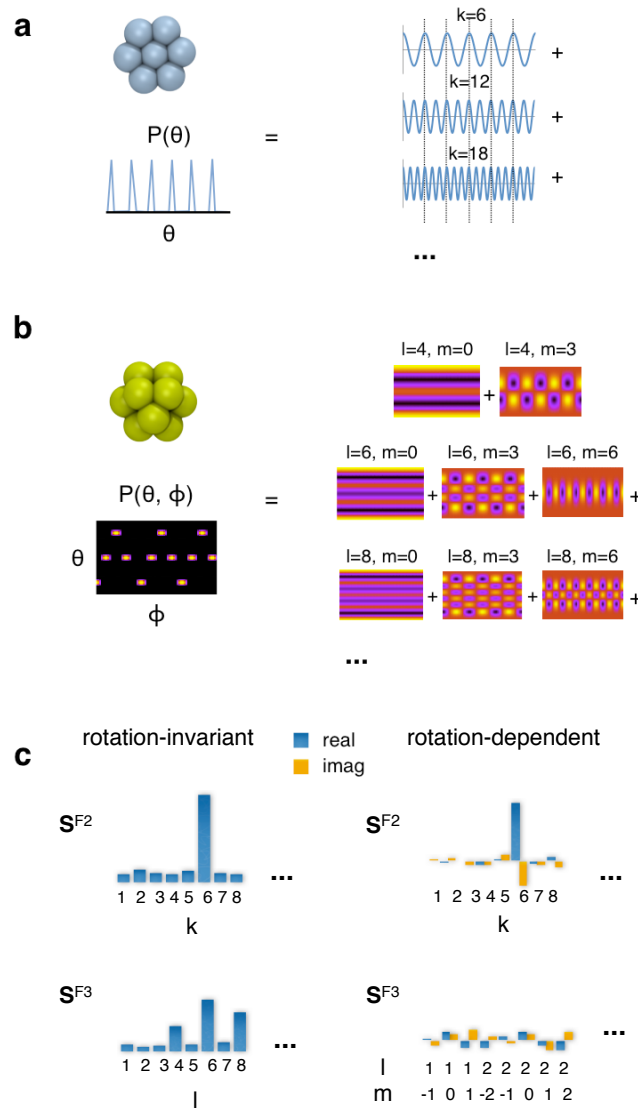 a
k=6
+
k=12
P(θ)
=
+
k=18
+
θ
...
b
l=4, m=0 l=4, m=3
+
l=6, m=0 l=6, m=3 l=6, m=6
P(θ, ϕ) = + + +
θ
l=8, m=0 l=8, m=3 l=8, m=6
+ + +
ϕ
...
c
rotation-invariant real rotation-dependent
imag
S^F2 S^F2
... ...
1 2 3 4 5 6 7 8 1 2 3 4 5 6 7 8
k k
S^F3 S^F3
... ...
1 2 3 4 5 6 7 8 l 1 1 1 2 2 2 2 2
l m -1 0 1 -2 -1 0 1 2